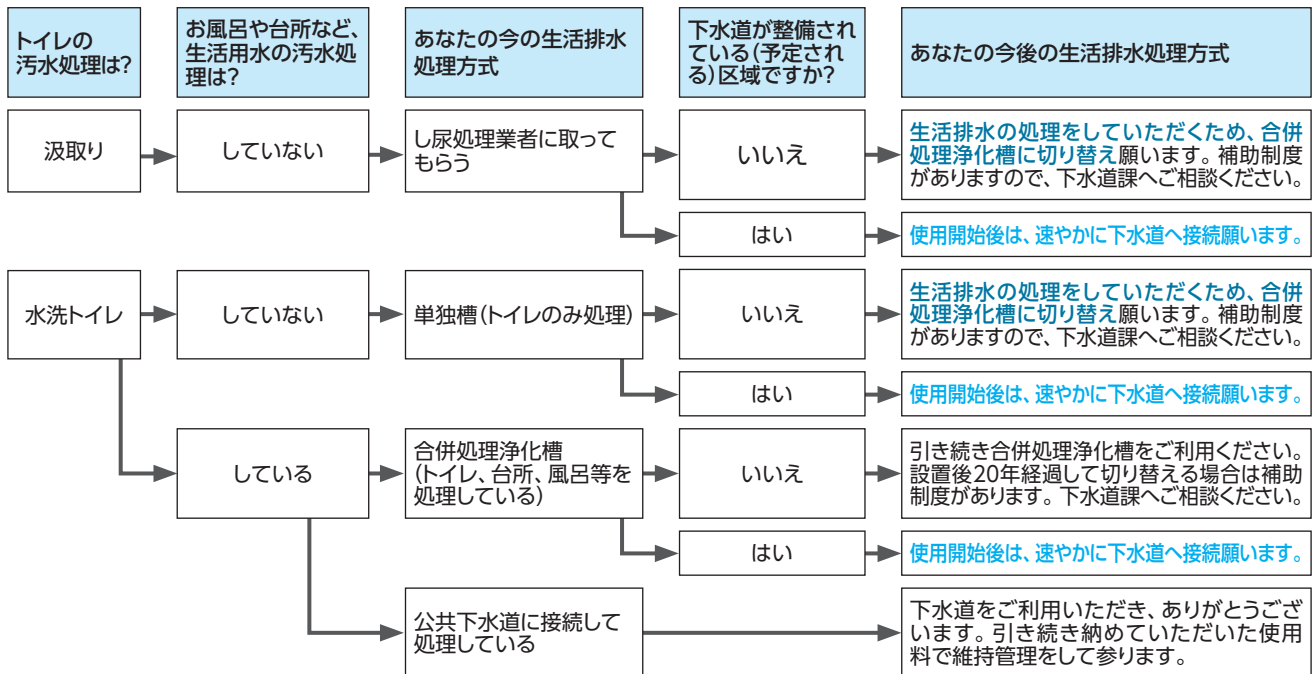 トイレの
汚水処理は?
お風呂や台所など、
生活用水の汚水処
理は?
あなたの今の生活排水
処理方式
下水道が整備され
ている(予定され
る)区域ですか?
あなたの今後の生活排水処理方式
汲取り
していない
し尿処理業者に取って
もらう
いいえ
生活排水の処理をしていただくため、合併
処理浄化槽に切り替え願います。補助制度
がありますので、下水道課へご相談ください。
はい
使用開始後は、速やかに下水道へ接続願います。
水洗トイレ
していない
単独槽(トイレのみ処理)
いいえ
生活排水の処理をしていただくため、合併
処理浄化槽に切り替え願います。補助制度
がありますので、下水道課へご相談ください。
はい
使用開始後は、速やかに下水道へ接続願います。
している
合併処理浄化槽
(トイレ、台所、風呂等を
処理している)
いいえ
引き続き合併処理浄化槽をご利用ください。
設置後20年経過して切り替える場合は補助
制度があります。下水道課へご相談ください。
はい
使用開始後は、速やかに下水道へ接続願います。
公共下水道に接続して
処理している
下水道をご利用いただき、ありがとうござ
います。引き続き納めていただいた使用
料で維持管理をして参ります。